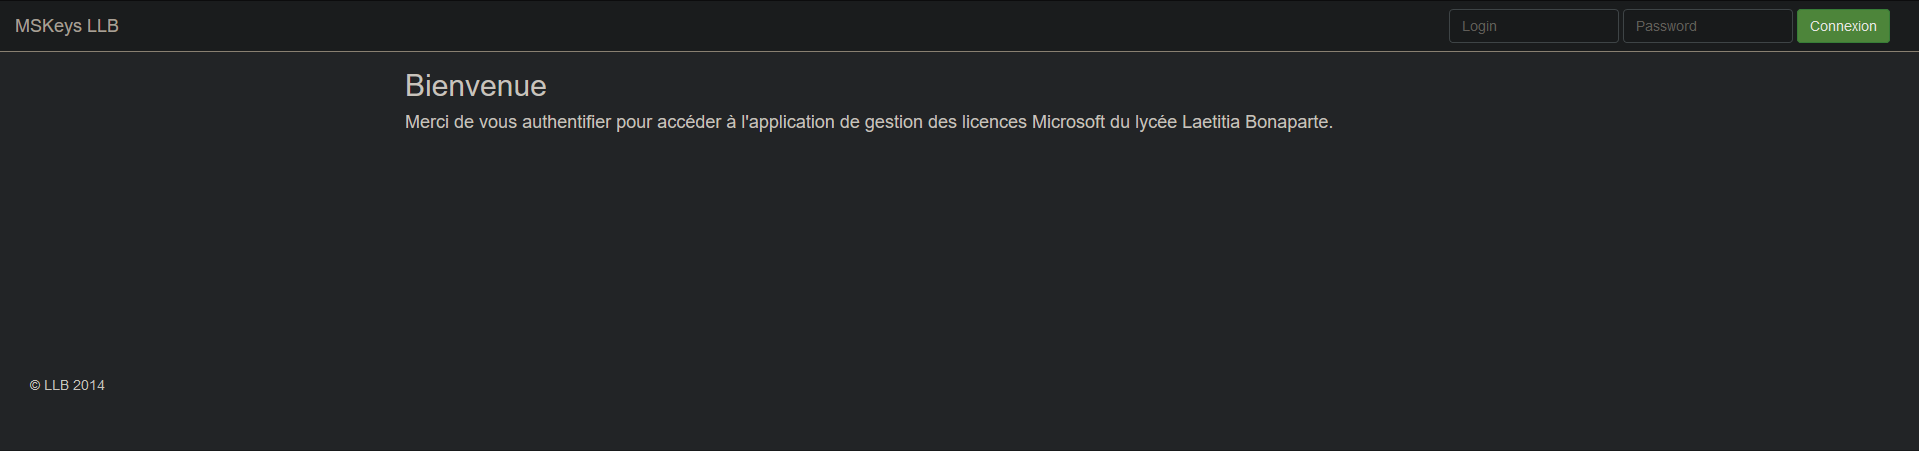 MSKeys LLB
Login
Password
Connexion
Bienvenue
Merci de vous authentifier pour accéder à l'application de gestion des licences Microsoft du lycée Laetitia Bonaparte.
© LLB 2014